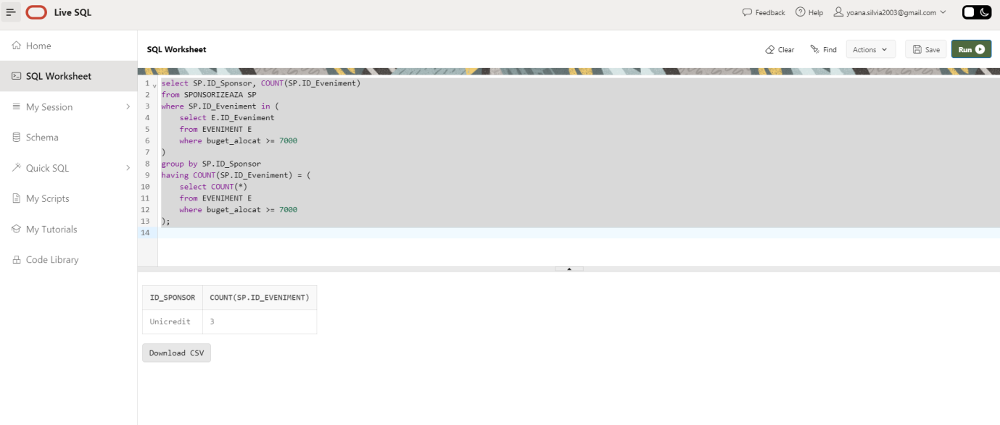 Live SQL
Feedback
Help
yoana.silvia2003@gmail.com
Home
SQL Worksheet
My Session
Schema
Quick SQL
My Scripts
My Tutorials
Code Library
SQL Worksheet
Clear
Find
Actions
Save
Run
1 select SP.ID_Sponsor, COUNT(SP.ID_Eveniment)
2 from SPONSORIZEAZA SP
3 where SP.ID_Eveniment in (
4     select E.ID_Eveniment
5     from EVENIMENT E
6     where buget_alocat >= 7000
7 )
8 group by SP.ID_Sponsor
9 having COUNT(SP.ID_Eveniment) = (
10     select COUNT(*)
11     from EVENIMENT E
12     where buget_alocat >= 7000
13 );
14
ID_SPONSOR COUNT(SP.ID_EVENIMENT)
Unicredit 3
Download CSV